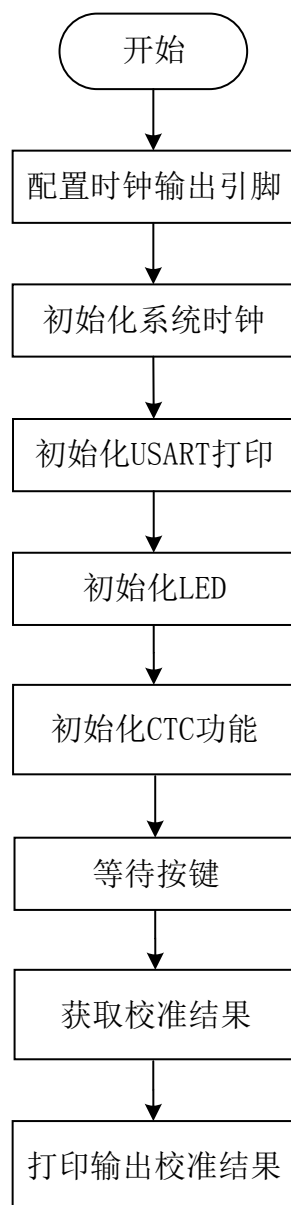 开始
配置时钟输出引脚
初始化系统时钟
初始化USART打印
初始化LED
初始化CTC功能
等待按键
获取校准结果
打印输出校准结果